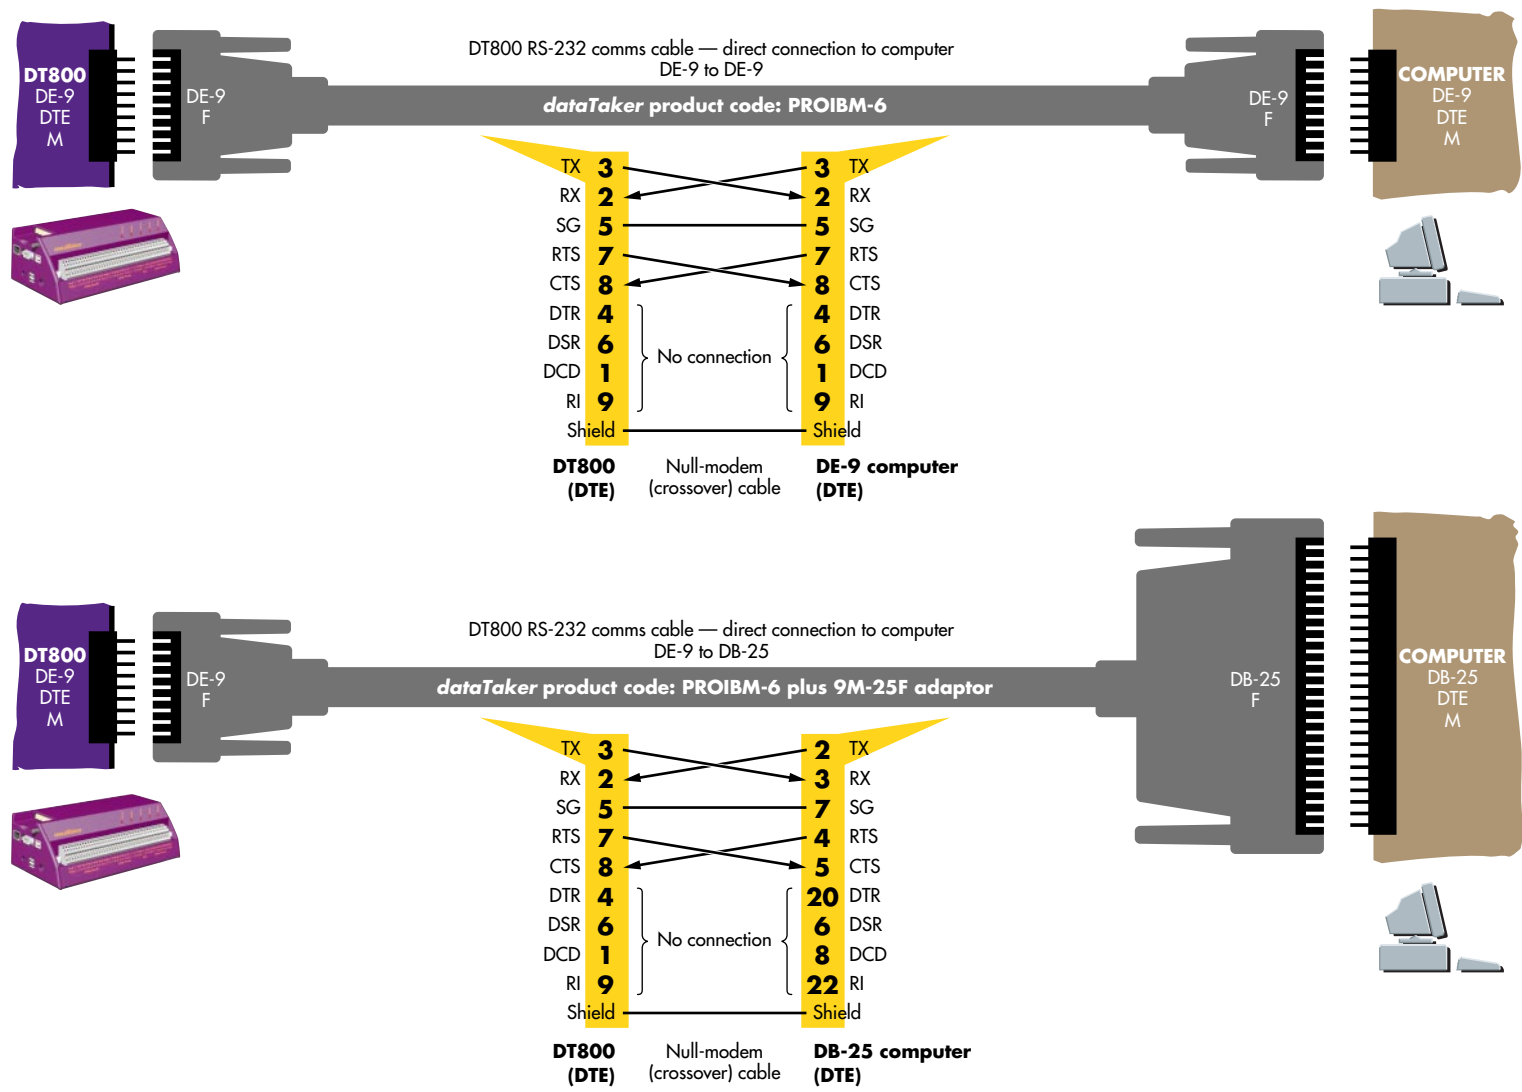 DT800 RS-232 comms cable — direct connection to computer
DE-9 to DE-9
dataTaker product code: PROIBM-6
DT800
DE-9
DTE
M
DE-9
F
DE-9
F
COMPUTER
DE-9
DTE
M
TX 3 3 TX
RX 2 2 RX
SG 5 5 SG
RTS 7 7 RTS
CTS 8 8 CTS
DTR 4 4 DTR
DSR 6 6 DSR
No connection
DCD 1 1 DCD
RI 9 9 RI
Shield Shield
DT800
(DTE)
Null-modem
(crossover) cable
DE-9 computer
(DTE)
DT800 RS-232 comms cable — direct connection to computer
DE-9 to DB-25
dataTaker product code: PROIBM-6 plus 9M-25F adaptor
DT800
DE-9
DTE
M
DE-9
F
DB-25
F
COMPUTER
DB-25
DTE
M
TX 3 2 TX
RX 2 3 RX
SG 5 7 SG
RTS 7 4 RTS
CTS 8 5 CTS
DTR 4 20 DTR
DSR 6 6 DSR
No connection
DCD 1 8 DCD
RI 9 22 RI
Shield Shield
DT800
(DTE)
Null-modem
(crossover) cable
DB-25 computer
(DTE)